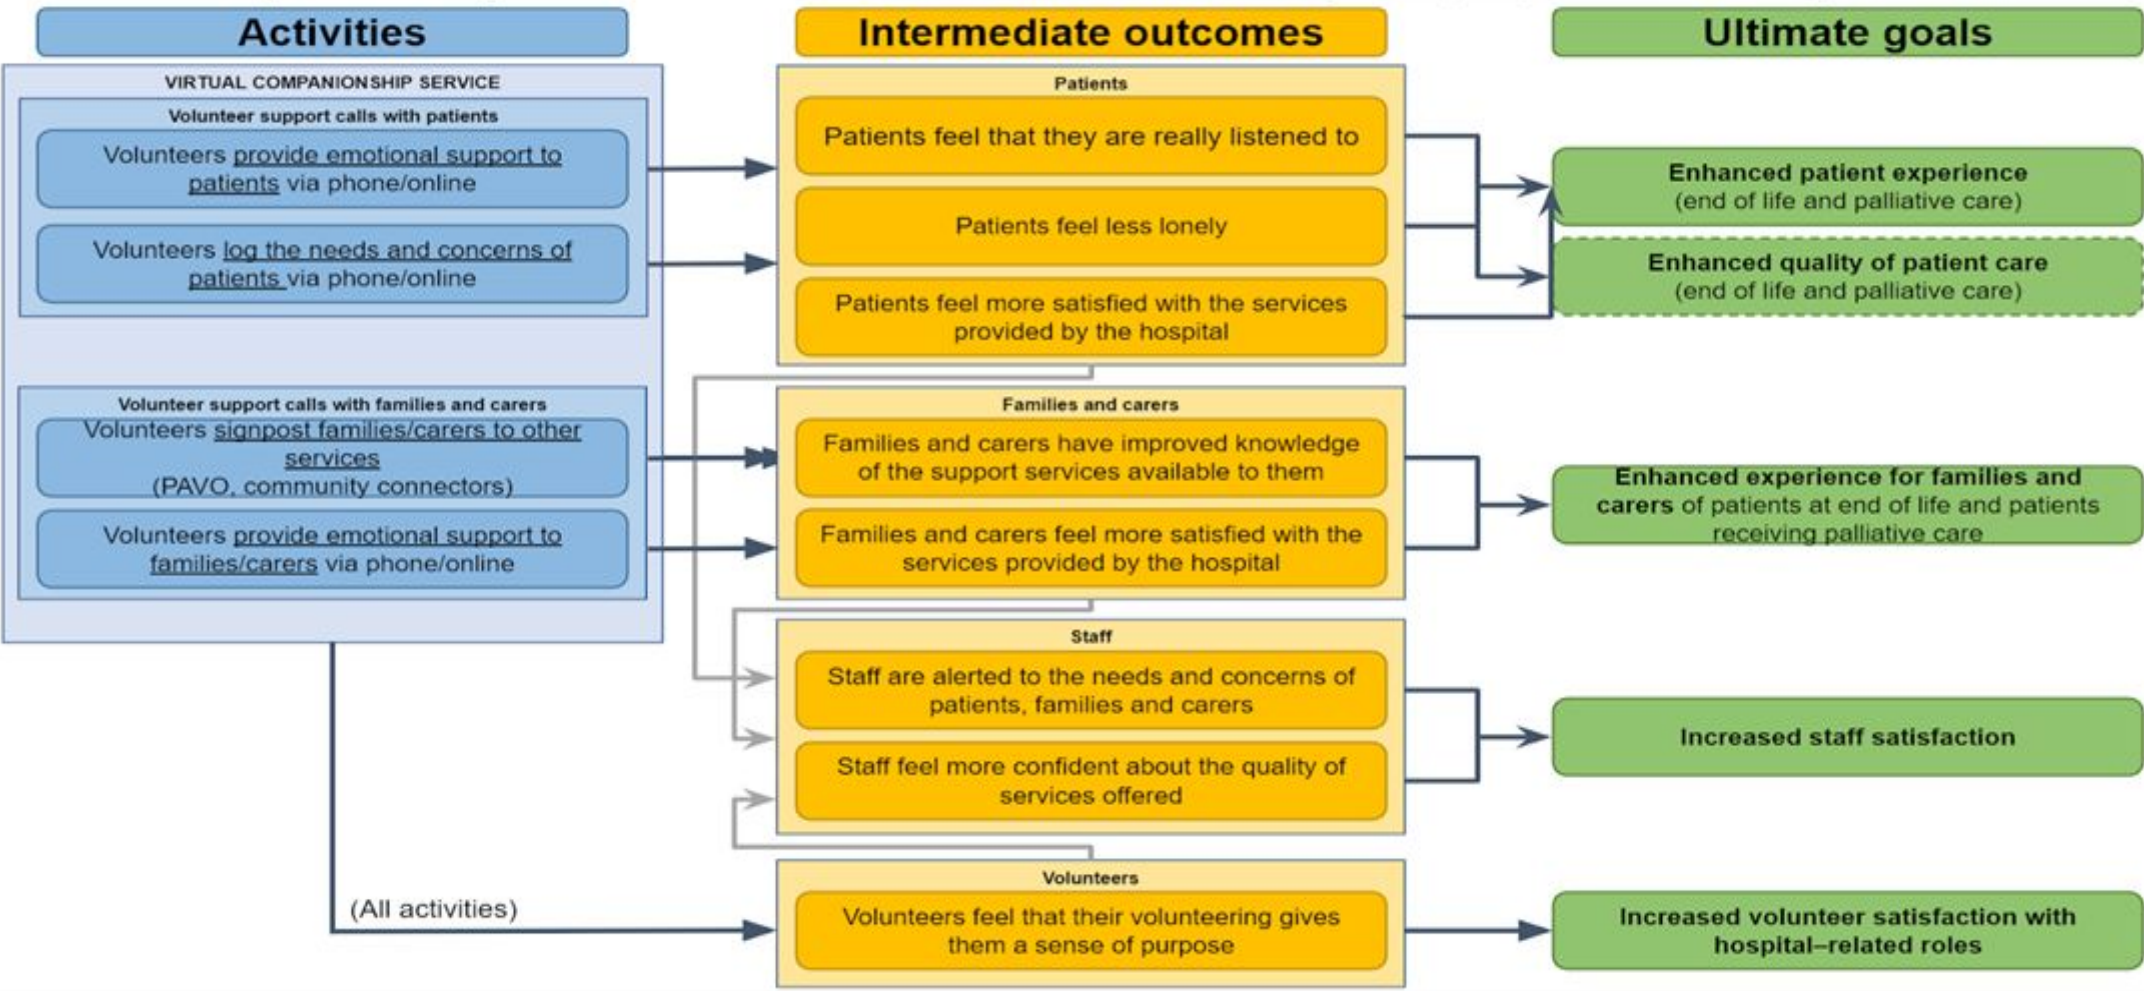 Activities
Intermediate outcomes
Ultimate goals
VIRTUAL COMPANIONSHIP SERVICE
Volunteer support calls with patients
Volunteers provide emotional support to
patients via phone/online
Volunteers log the needs and concerns of
patients via phone/online
Volunteer support calls with families and carers
Volunteers signpost families/carers to other
services
(PAVO, community connectors)
Volunteers provide emotional support to
families/carers via phone/online
(All activities)
Patients
Patients feel that they are really listened to
Patients feel less lonely
Patients feel more satisfied with the services
provided by the hospital
Families and carers
Families and carers have improved knowledge
of the support services available to them
Families and carers feel more satisfied with the
services provided by the hospital
Staff
Staff are alerted to the needs and concerns of
patients, families and carers
Staff feel more confident about the quality of
services offered
Volunteers
Volunteers feel that their volunteering gives
them a sense of purpose
Enhanced patient experience
(end of life and palliative care)
Enhanced quality of patient care
(end of life and palliative care)
Enhanced experience for families and
carers of patients at end of life and patients
receiving palliative care
Increased staff satisfaction
Increased volunteer satisfaction with
hospital–related roles